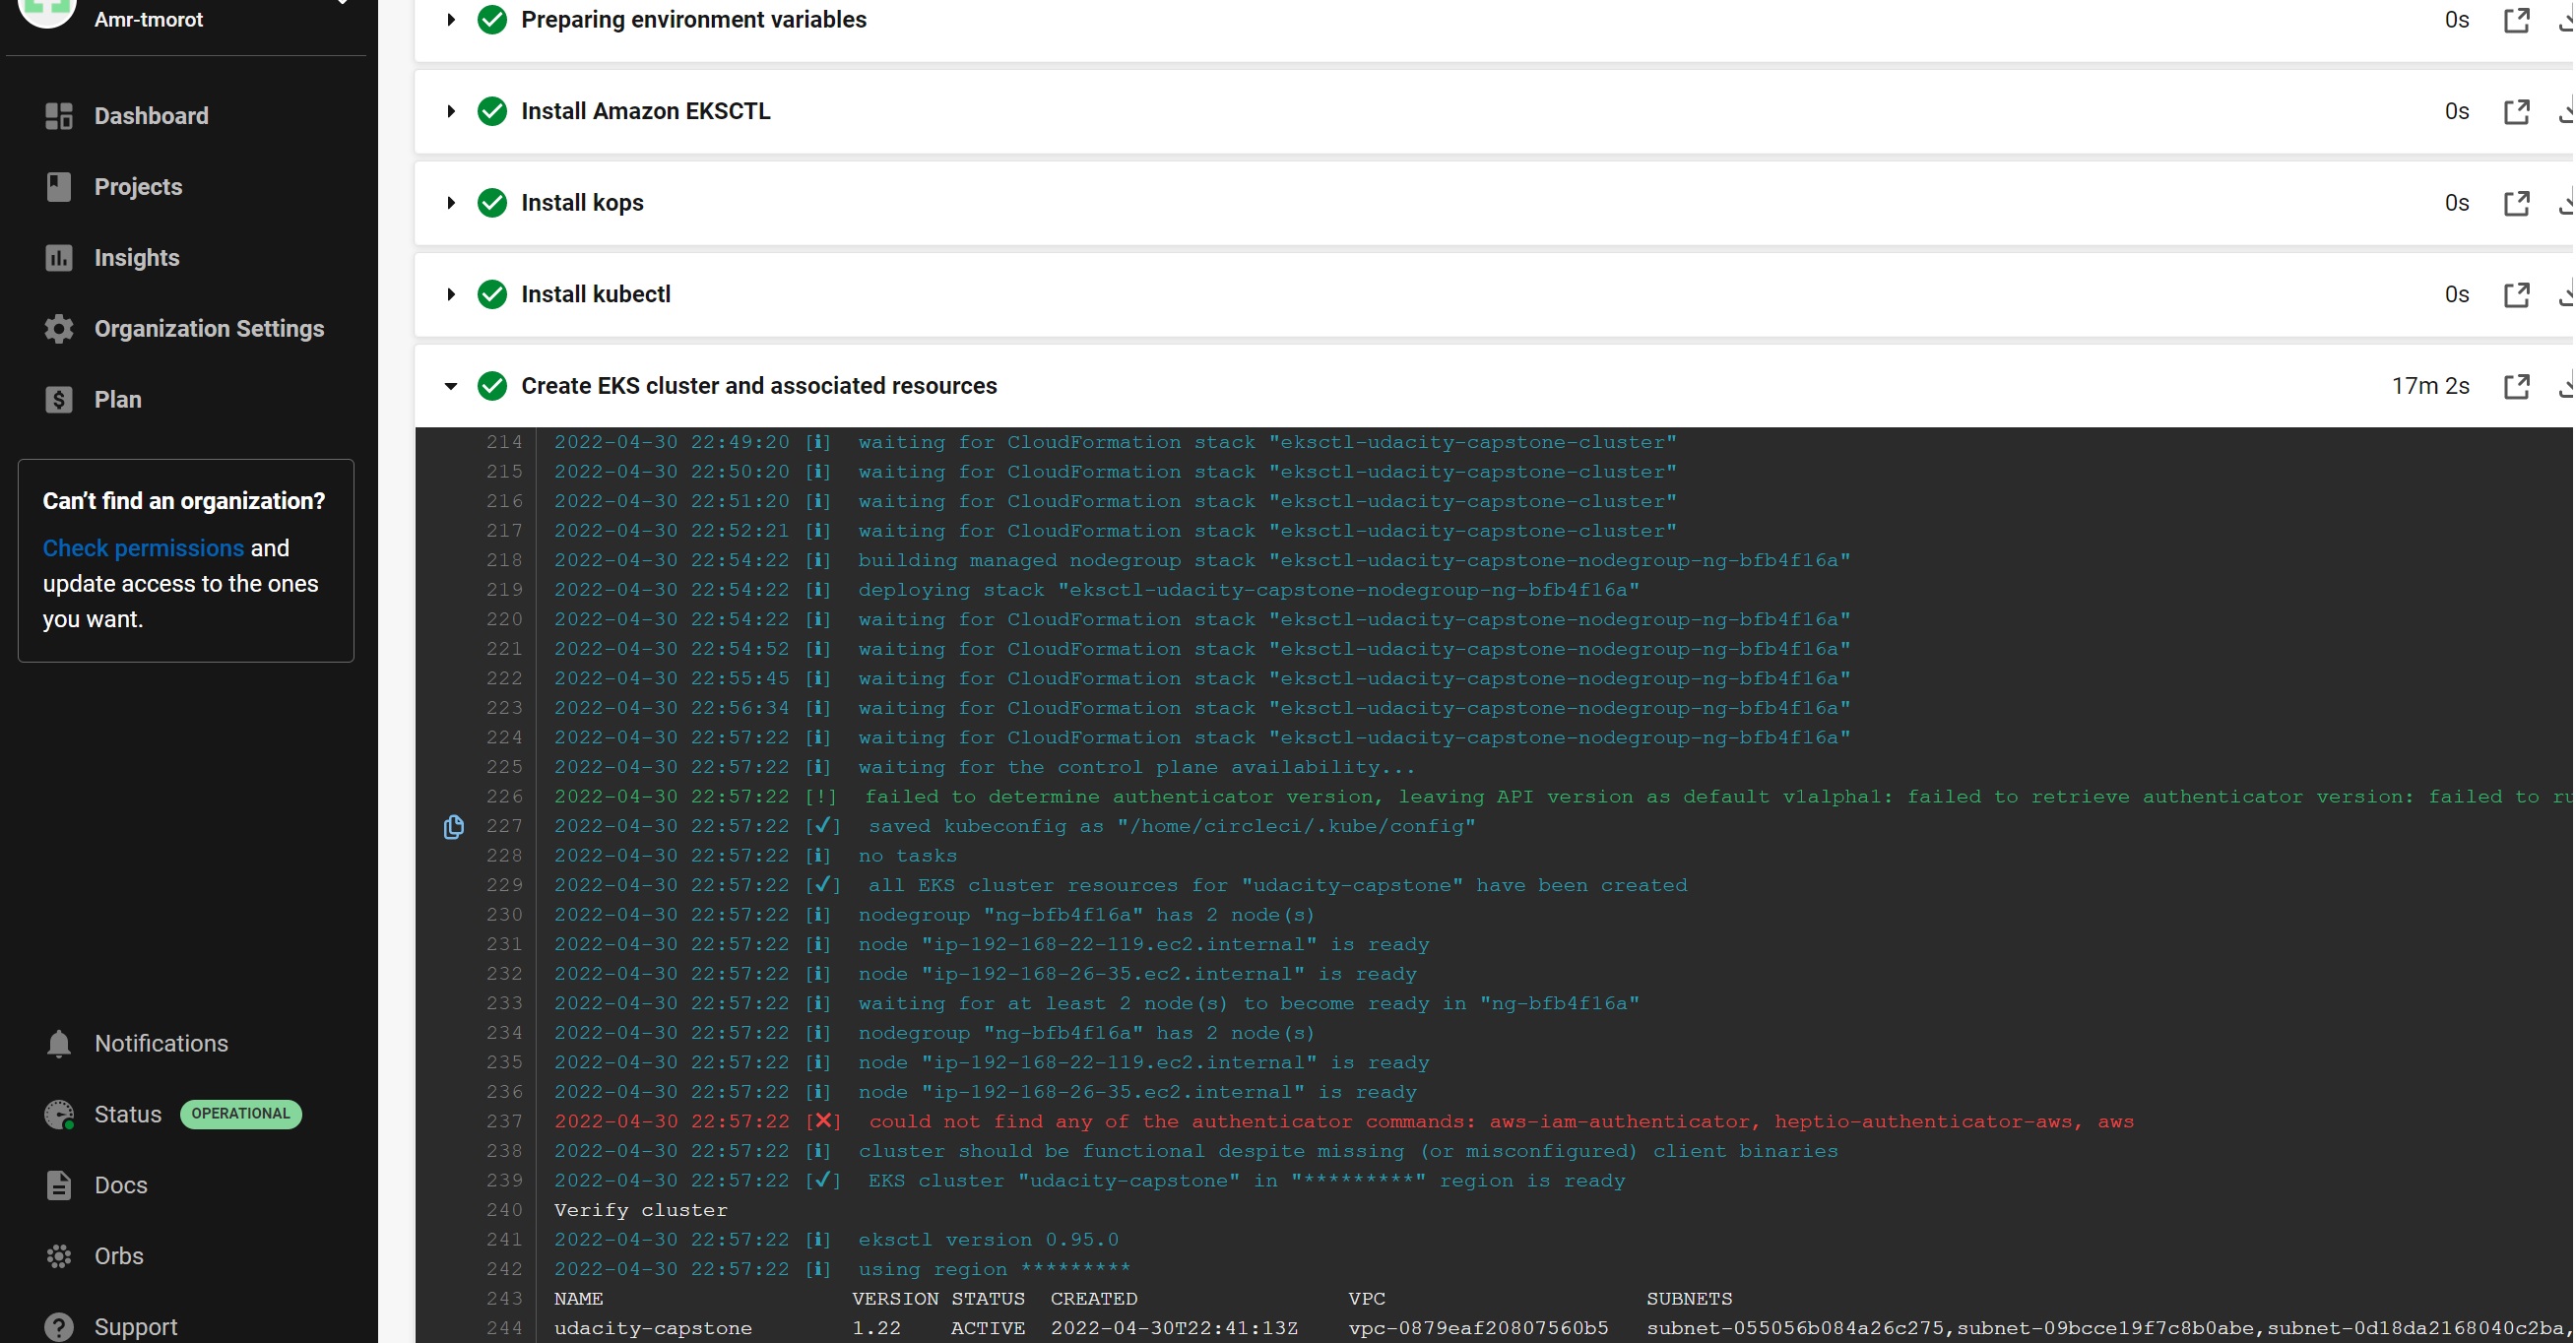 Amr-tmorot
Dashboard
Projects
Insights
Organization Settings
Plan
Can't find an organization?
Check permissions and
update access to the ones
you want.
Notifications
Status OPERATIONAL
Docs
Orbs
Support
Preparing environment variables 0s
Install Amazon EKSCTL 0s
Install kops 0s
Install kubectl 0s
Create EKS cluster and associated resources 17m 2s
214 2022-04-30 22:49:20 [ℹ]  waiting for CloudFormation stack "eksctl-udacity-capstone-cluster"
215 2022-04-30 22:50:20 [ℹ]  waiting for CloudFormation stack "eksctl-udacity-capstone-cluster"
216 2022-04-30 22:51:20 [ℹ]  waiting for CloudFormation stack "eksctl-udacity-capstone-cluster"
217 2022-04-30 22:52:21 [ℹ]  waiting for CloudFormation stack "eksctl-udacity-capstone-cluster"
218 2022-04-30 22:54:22 [ℹ]  building managed nodegroup stack "eksctl-udacity-capstone-nodegroup-ng-bfb4f16a"
219 2022-04-30 22:54:22 [ℹ]  deploying stack "eksctl-udacity-capstone-nodegroup-ng-bfb4f16a"
220 2022-04-30 22:54:22 [ℹ]  waiting for CloudFormation stack "eksctl-udacity-capstone-nodegroup-ng-bfb4f16a"
221 2022-04-30 22:54:52 [ℹ]  waiting for CloudFormation stack "eksctl-udacity-capstone-nodegroup-ng-bfb4f16a"
222 2022-04-30 22:55:45 [ℹ]  waiting for CloudFormation stack "eksctl-udacity-capstone-nodegroup-ng-bfb4f16a"
223 2022-04-30 22:56:34 [ℹ]  waiting for CloudFormation stack "eksctl-udacity-capstone-nodegroup-ng-bfb4f16a"
224 2022-04-30 22:57:22 [ℹ]  waiting for CloudFormation stack "eksctl-udacity-capstone-nodegroup-ng-bfb4f16a"
225 2022-04-30 22:57:22 [ℹ]  waiting for the control plane availability...
226 2022-04-30 22:57:22 [!]  failed to determine authenticator version, leaving API version as default v1alpha1: failed to retrieve authenticator version: failed to ru
227 2022-04-30 22:57:22 [✓]  saved kubeconfig as "/home/circleci/.kube/config"
228 2022-04-30 22:57:22 [ℹ]  no tasks
229 2022-04-30 22:57:22 [✓]  all EKS cluster resources for "udacity-capstone" have been created
230 2022-04-30 22:57:22 [ℹ]  nodegroup "ng-bfb4f16a" has 2 node(s)
231 2022-04-30 22:57:22 [ℹ]  node "ip-192-168-22-119.ec2.internal" is ready
232 2022-04-30 22:57:22 [ℹ]  node "ip-192-168-26-35.ec2.internal" is ready
233 2022-04-30 22:57:22 [ℹ]  waiting for at least 2 node(s) to become ready in "ng-bfb4f16a"
234 2022-04-30 22:57:22 [ℹ]  nodegroup "ng-bfb4f16a" has 2 node(s)
235 2022-04-30 22:57:22 [ℹ]  node "ip-192-168-22-119.ec2.internal" is ready
236 2022-04-30 22:57:22 [ℹ]  node "ip-192-168-26-35.ec2.internal" is ready
237 2022-04-30 22:57:22 [✗]  could not find any of the authenticator commands: aws-iam-authenticator, heptio-authenticator-aws, aws
238 2022-04-30 22:57:22 [ℹ]  cluster should be functional despite missing (or misconfigured) client binaries
239 2022-04-30 22:57:22 [✓]  EKS cluster "udacity-capstone" in "*********" region is ready
240 Verify cluster
241 2022-04-30 22:57:22 [ℹ]  eksctl version 0.95.0
242 2022-04-30 22:57:22 [ℹ]  using region *********
243 NAME VERSION STATUS CREATED VPC SUBNETS
244 udacity-capstone 1.22 ACTIVE 2022-04-30T22:41:13Z vpc-0879eaf20807560b5 subnet-055056b084a26c275,subnet-09bcce19f7c8b0abe,subnet-0d18da2168040c2ba